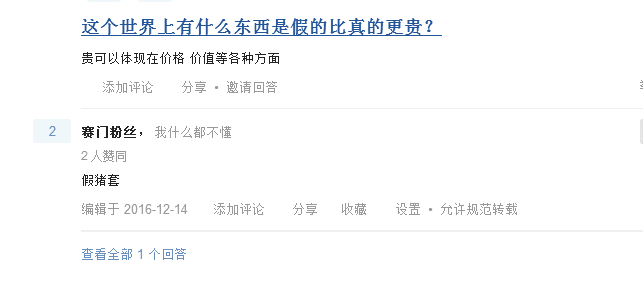 这个世界上有什么东西是假的比真的更贵？
贵可以体现在价格 价值等各种方面
添加评论 分享 • 邀请回答
2 赛门粉丝， 我什么都不懂
2 人赞同
假猪套
编辑于 2016-12-14 添加评论 分享 收藏 设置 • 允许规范转载
查看全部 1 个回答